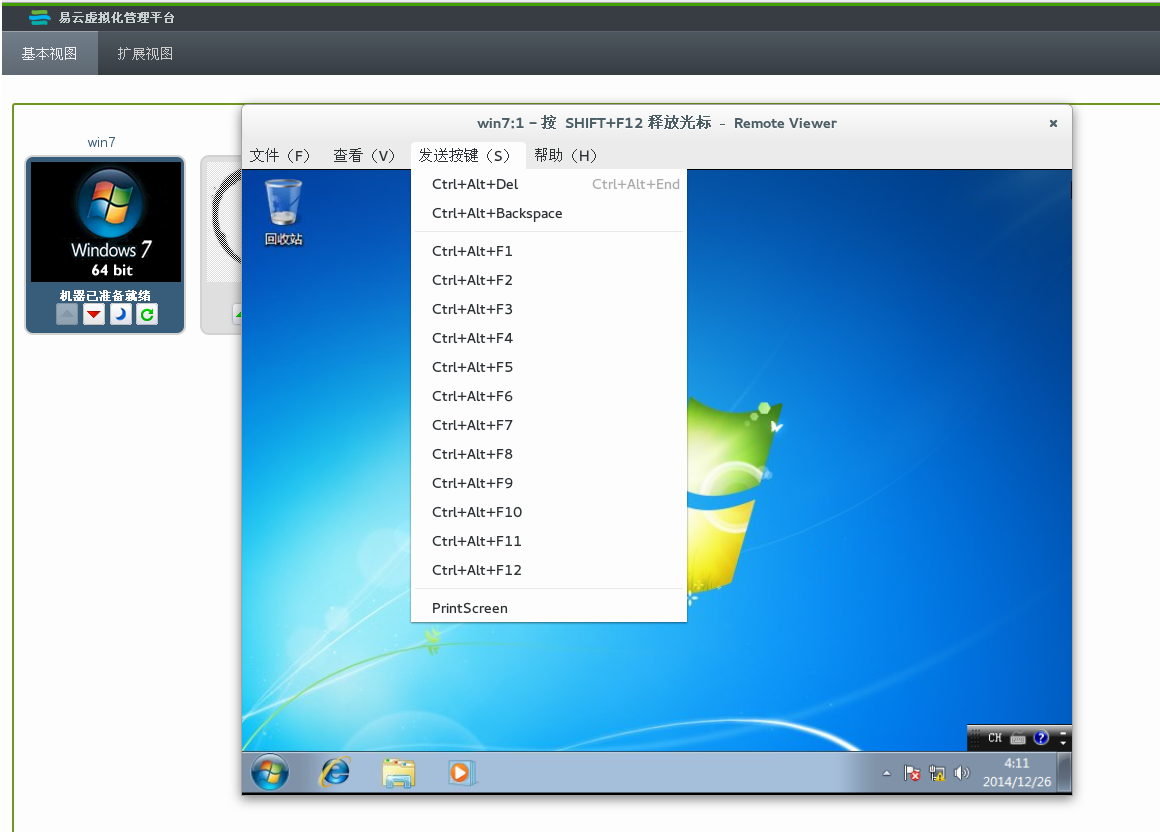 易云虚拟化管理平台
基本视图 扩展视图
win7
Windows 7
64 bit
机器已准备就绪
win7:1 – 按 SHIFT+F12 释放光标 – Remote Viewer
文件（F） 查看（V） 发送按键（S） 帮助（H）
Ctrl+Alt+Del Ctrl+Alt+End
Ctrl+Alt+Backspace
Ctrl+Alt+F1
Ctrl+Alt+F2
Ctrl+Alt+F3
Ctrl+Alt+F4
Ctrl+Alt+F5
Ctrl+Alt+F6
Ctrl+Alt+F7
Ctrl+Alt+F8
Ctrl+Alt+F9
Ctrl+Alt+F10
Ctrl+Alt+F11
Ctrl+Alt+F12
PrintScreen
回收站
CH
4:11
2014/12/26